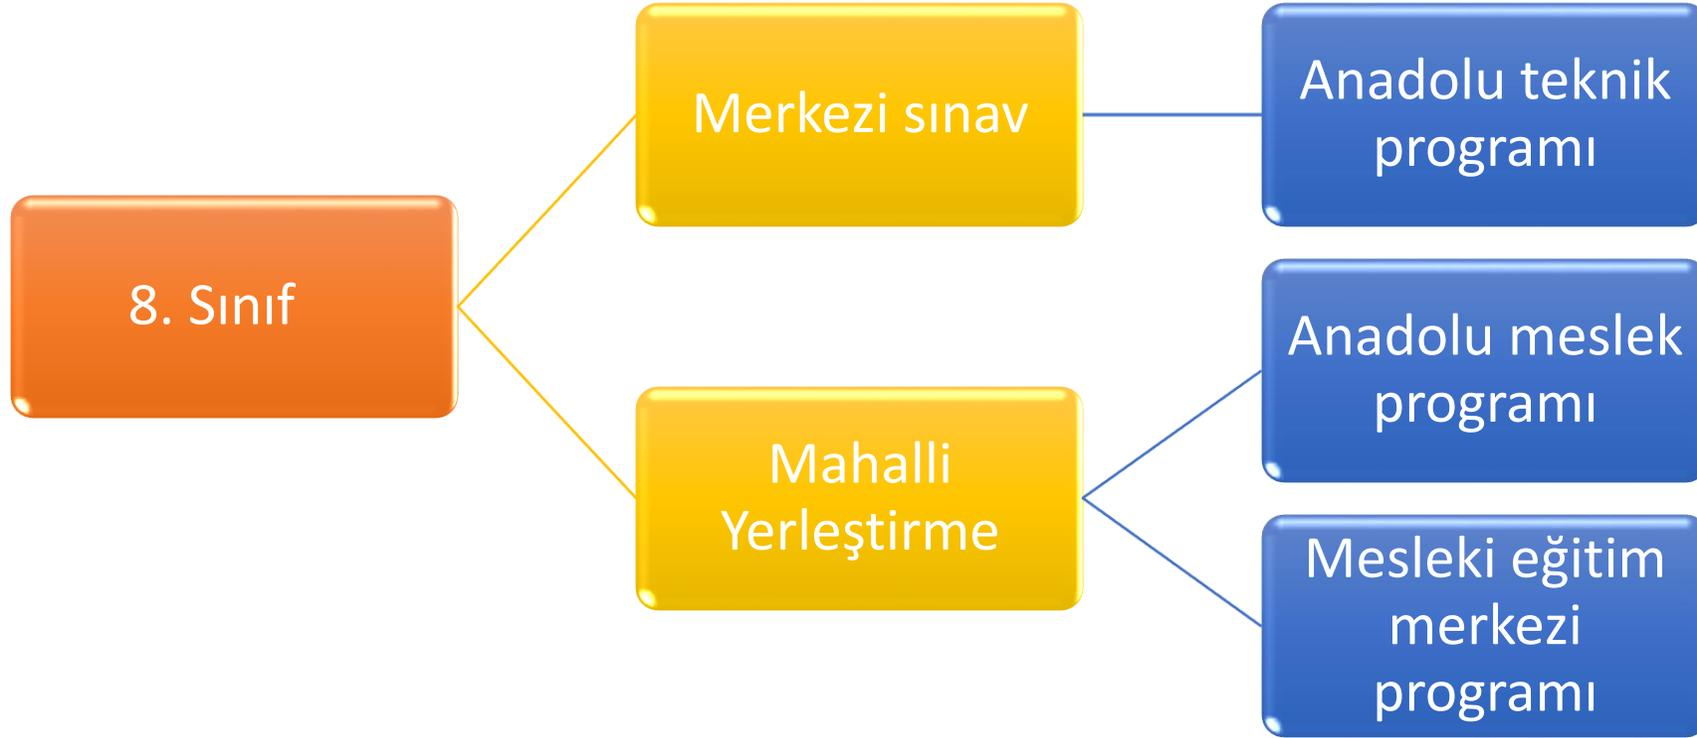 8. Sınıf
Merkezi sınav
Anadolu teknik
programı
Mahalli
Yerleştirme
Anadolu meslek
programı
Mesleki eğitim
merkezi
programı